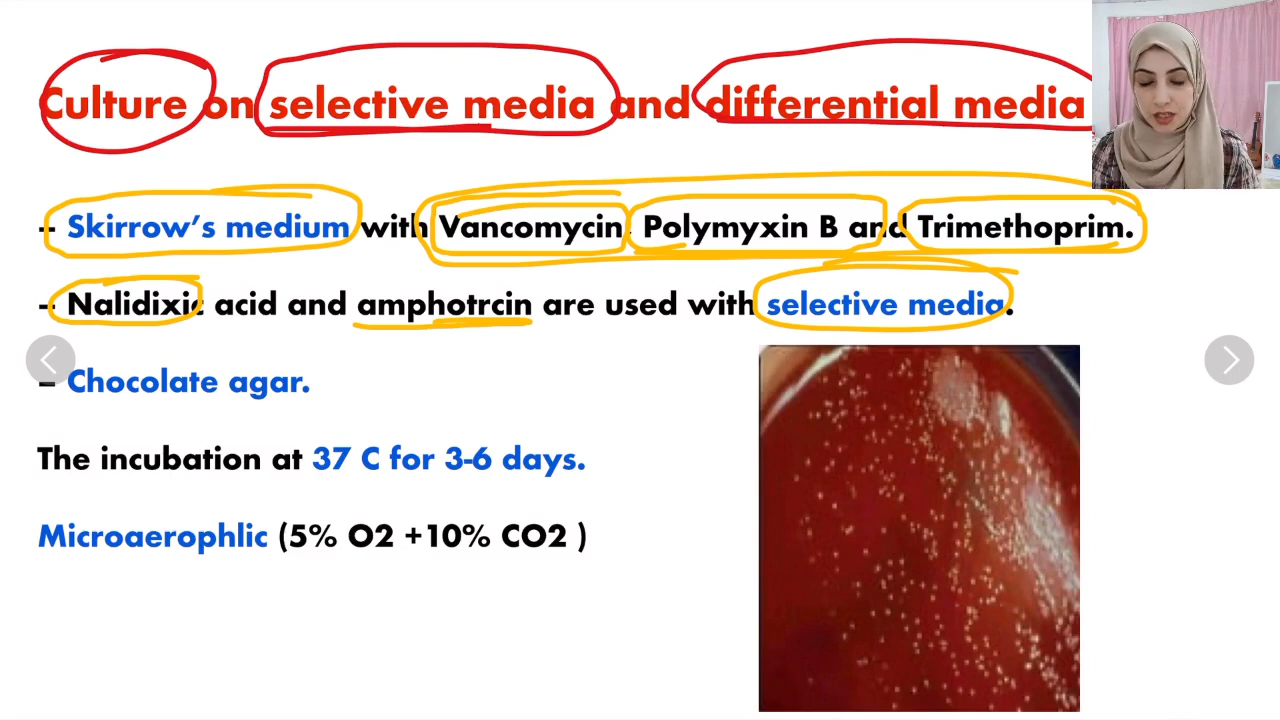 Culture on selective media and differential media
- Skirrow's medium with Vancomycin, Polymyxin B and Trimethoprim.
- Nalidixic acid and amphotrcin are used with selective media.
- Chocolate agar.
The incubation at 37 C for 3-6 days.
Microaerophlic (5% O2 +10% CO2 )